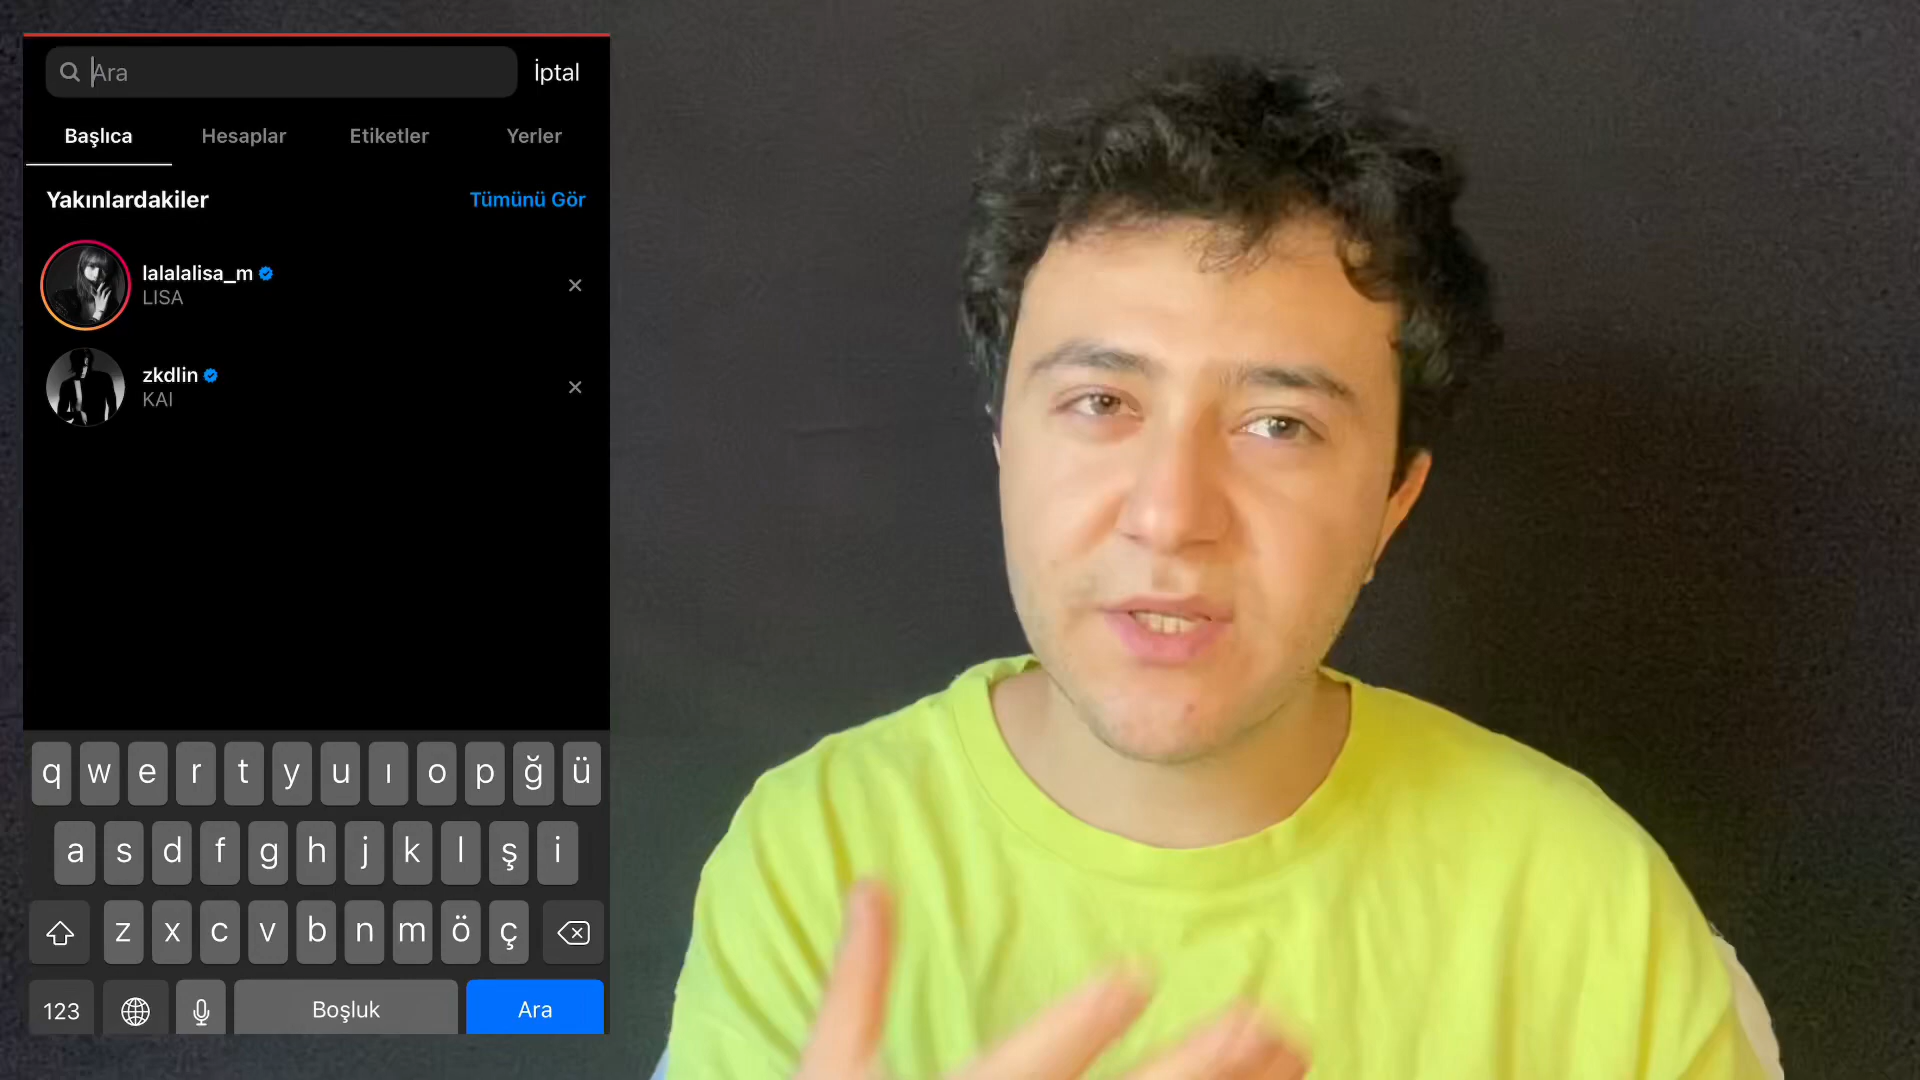 Ara
İptal
Başlıca
Hesaplar
Etiketler
Yerler
Yakınlardakiler
Tümünü Gör
lalalalisa_m
LISA
zkdlin
KAI
q w e r t y u ı o p ğ ü
a s d f g h j k l ş i
z x c v b n m ö ç
123
Boşluk
Ara